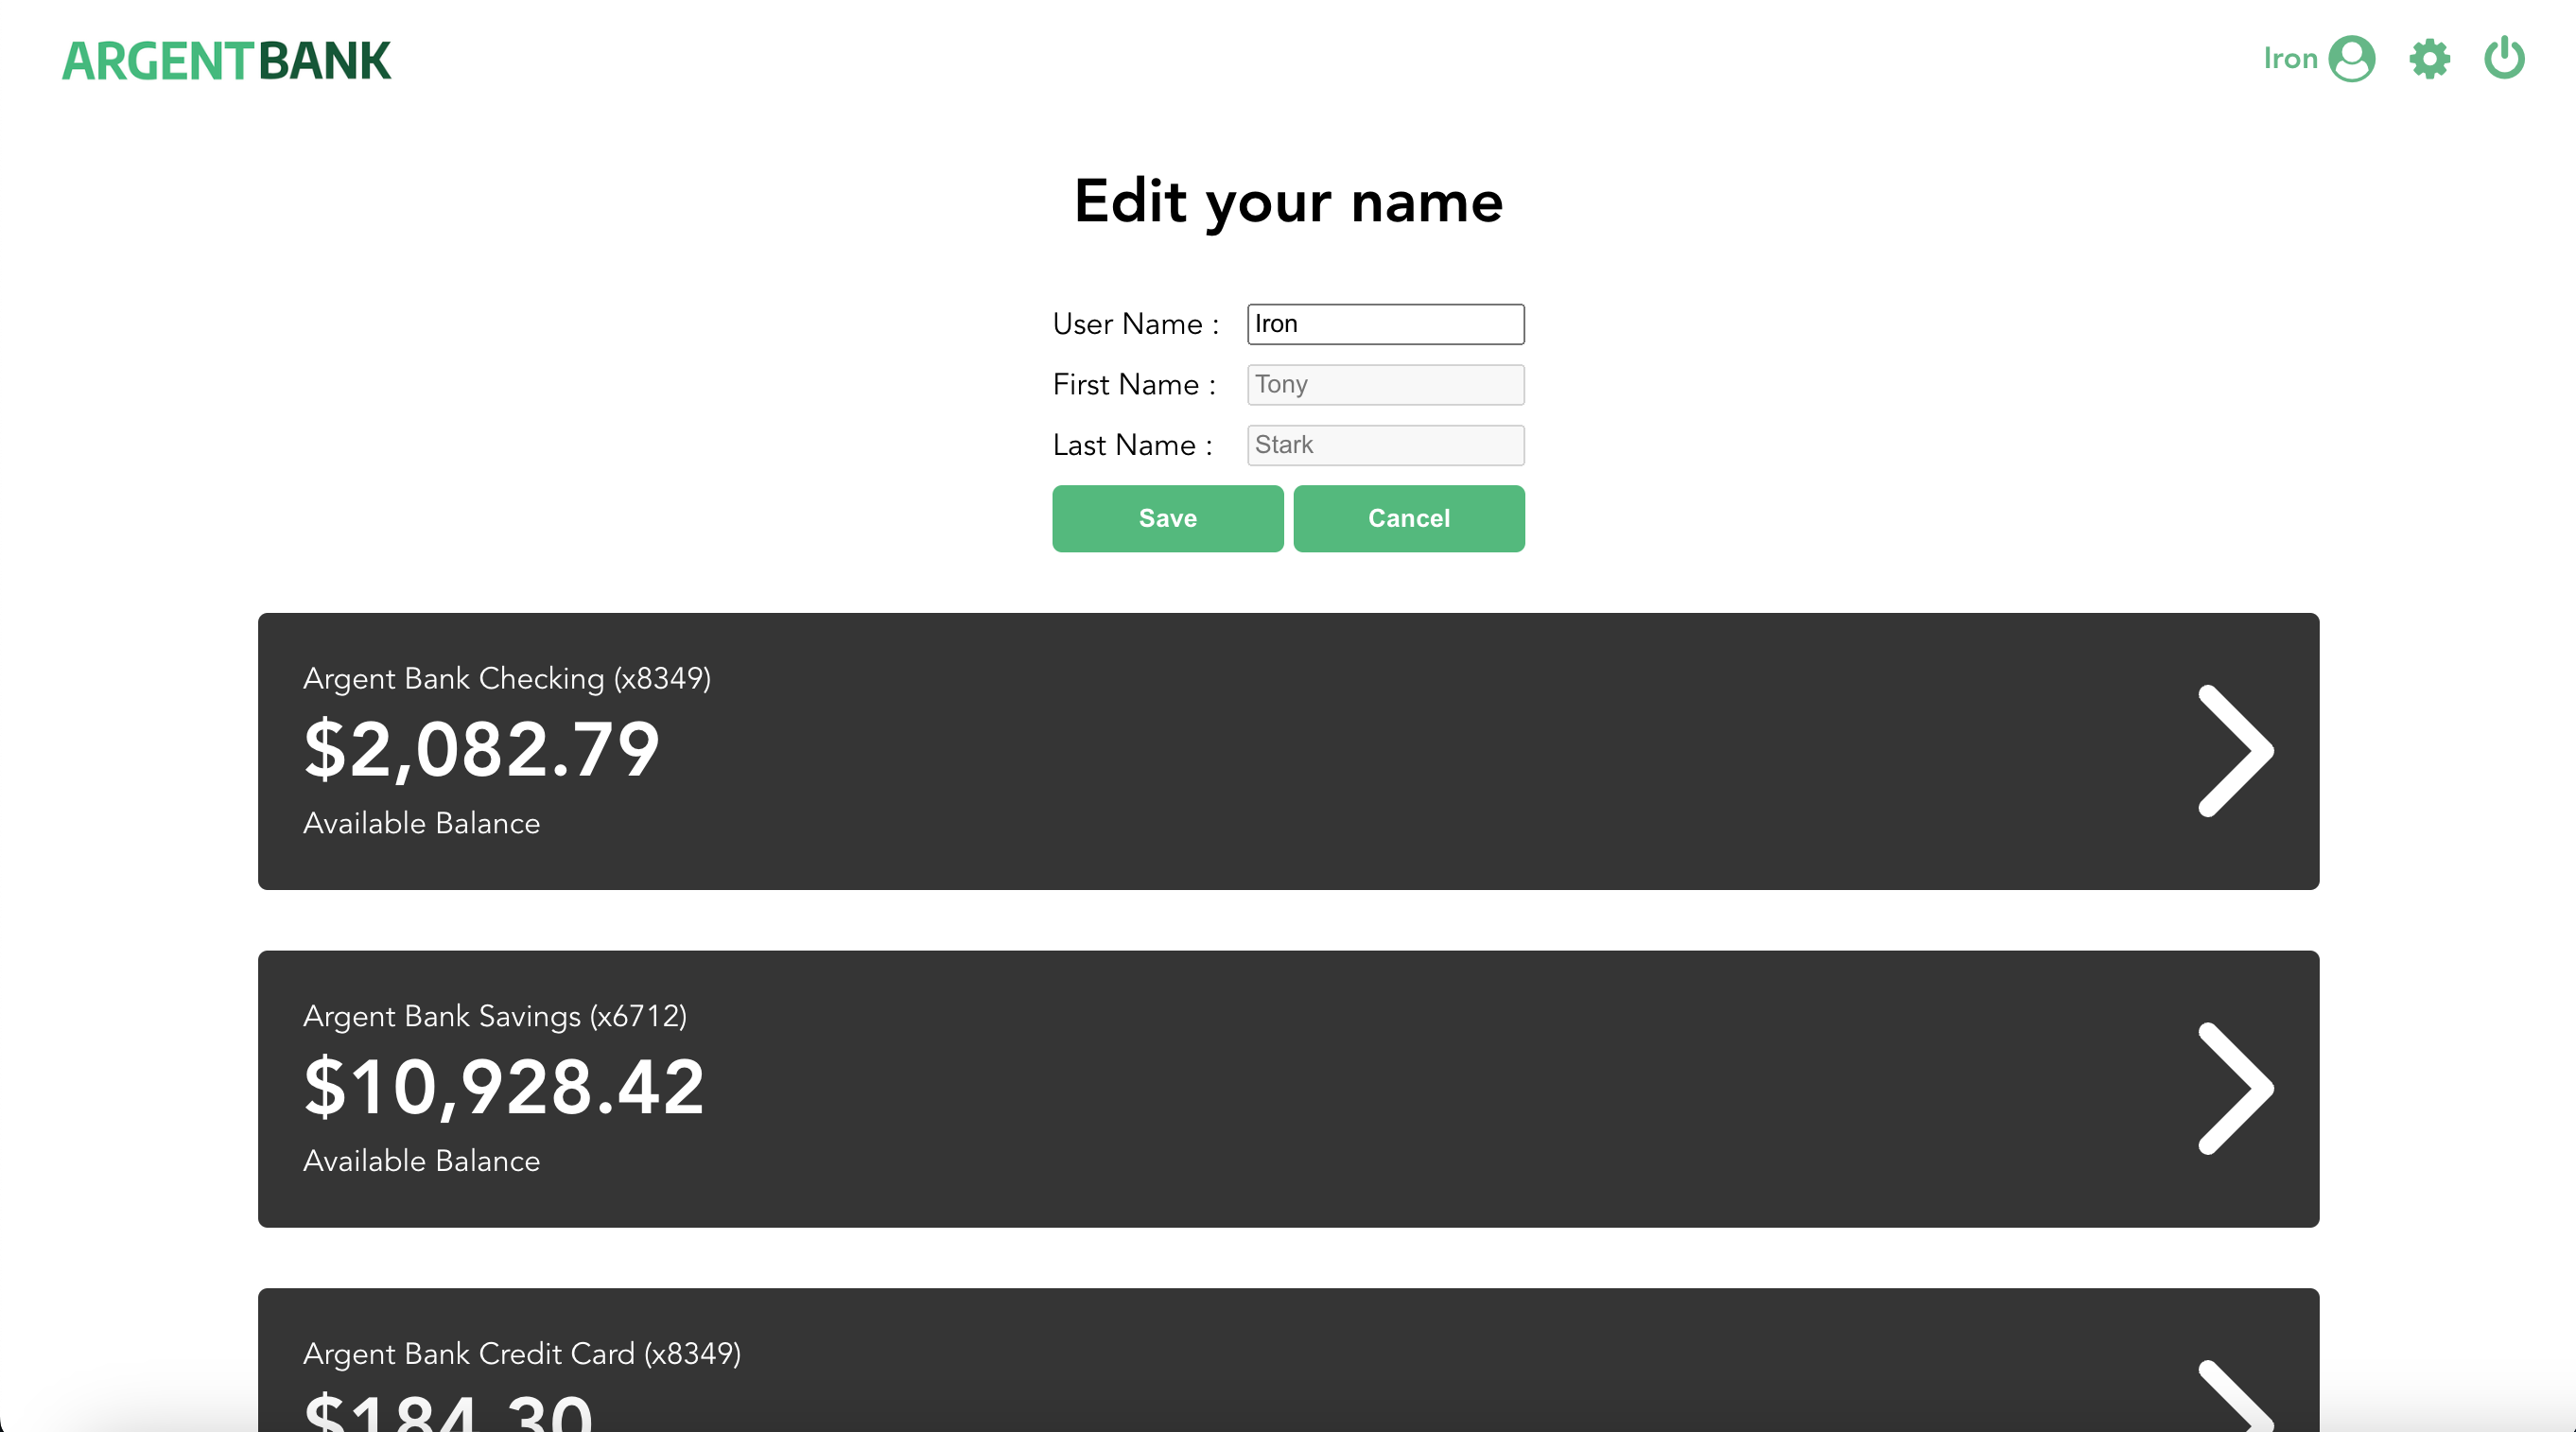 ARGENTBANK
Iron
Edit your name
User Name : Iron
First Name : Tony
Last Name : Stark
Save Cancel
Argent Bank Checking (x8349)
$2,082.79
Available Balance
Argent Bank Savings (x6712)
$10,928.42
Available Balance
Argent Bank Credit Card (x8349)
$184.30